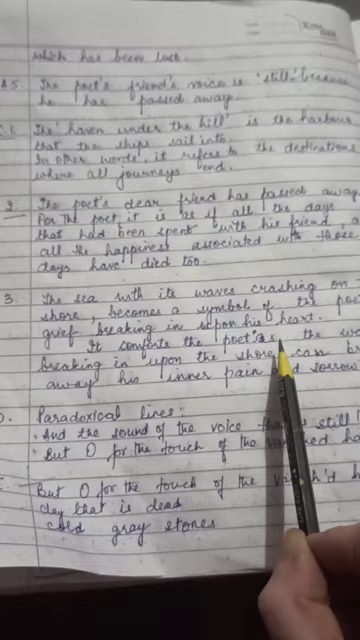 which has been lost.
A5 The poet's friend's voice is 'still' because
he has passed away.
C.1. The 'haven under the hill' is the harbour
that the ships sail into.
In other words, it refers to the destinations
where all journeys end.
2 The poet's dear friend has passed away
For the poet it is as if all the days
that had been spent with his friend,
all the happiness associated with those
days have died too.
3. The sea with its waves crashing on
shore, becomes a symbol of the
grief breaking in upon his heart.
It comforts the poet as the
breaking in upon the shore can
away his inner pain sorrow
D. Paradoxical lines:-
And the sound of the voice still
But O for the touch of the
But O for the touch of the
day that is dead
cold gray stones